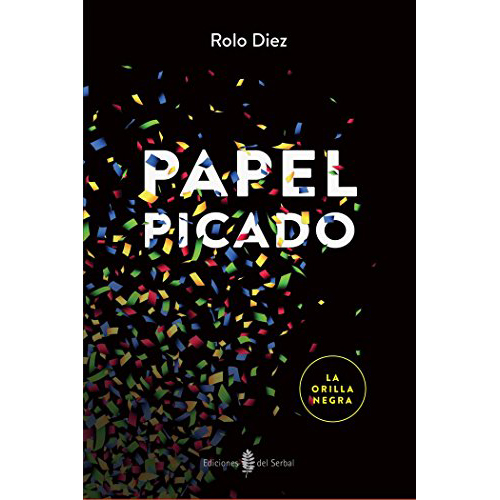 Rolo Diez
PAPEL
PICADO
LA
ORILLA
NEGRA
Ediciones del Serbal